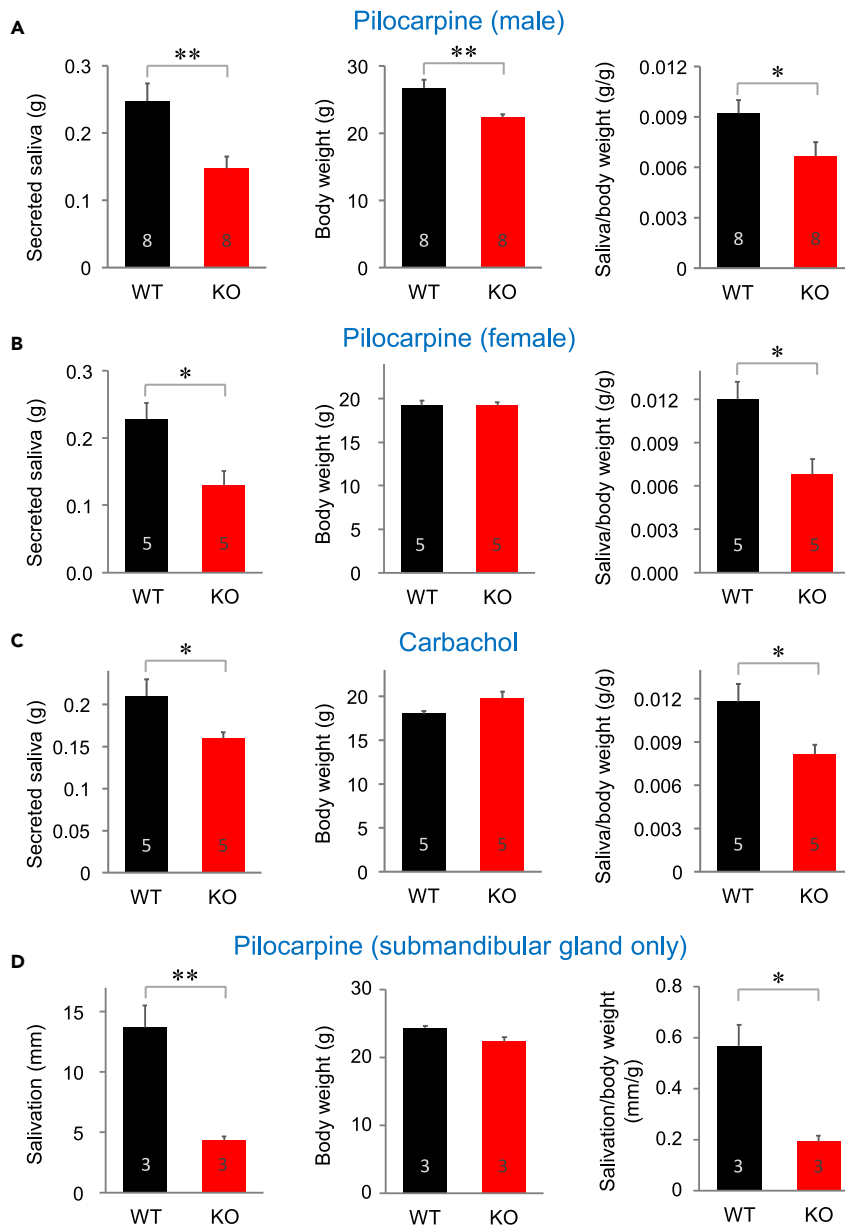 A
Pilocarpine (male)
Secreted saliva (g)
0.3
0.2
0.1
0
**
8
8
WT
KO
Body weight (g)
30
20
10
0
**
8
8
WT
KO
Saliva/body weight (g/g)
0.012
0.009
0.006
0.003
0
*
8
8
WT
KO
B
Pilocarpine (female)
Secreted saliva (g)
0.3
0.2
0.1
0.0
*
5
5
WT
KO
Body weight (g)
20
15
10
5
0
5
5
WT
KO
Saliva/body weight (g/g)
0.012
0.009
0.006
0.003
0.000
*
5
5
WT
KO
C
Carbachol
Secreted saliva (g)
0.2
0.15
0.1
0.05
0
*
5
5
WT
KO
Body weight (g)
20
15
10
5
0
5
5
WT
KO
Saliva/body weight (g/g)
0.012
0.009
0.006
0.003
0
*
5
5
WT
KO
D
Pilocarpine (submandibular gland only)
Salivation (mm)
15
10
5
0
**
3
3
WT
KO
Body weight (g)
30
20
10
0
3
3
WT
KO
Salivation/body weight
(mm/g)
0.8
0.6
0.4
0.2
0
*
3
3
WT
KO